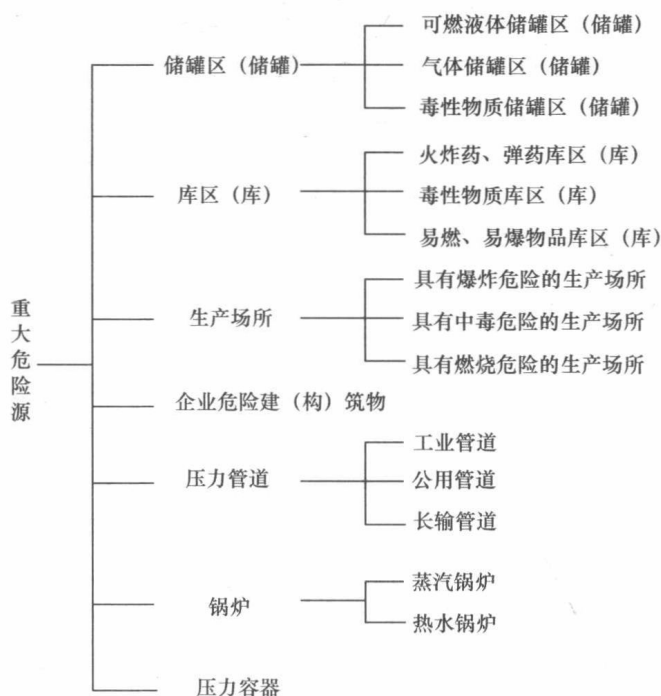 重大危险源
储罐区（储罐）
可燃液体储罐区（储罐）
气体储罐区（储罐）
毒性物质储罐区（储罐）
库区（库）
火炸药、弹药库区（库）
毒性物质库区（库）
易燃、易爆物品库区（库）
生产场所
具有爆炸危险的生产场所
具有中毒危险的生产场所
具有燃烧危险的生产场所
企业危险建（构）筑物
压力管道
工业管道
公用管道
长输管道
锅炉
蒸汽锅炉
热水锅炉
压力容器